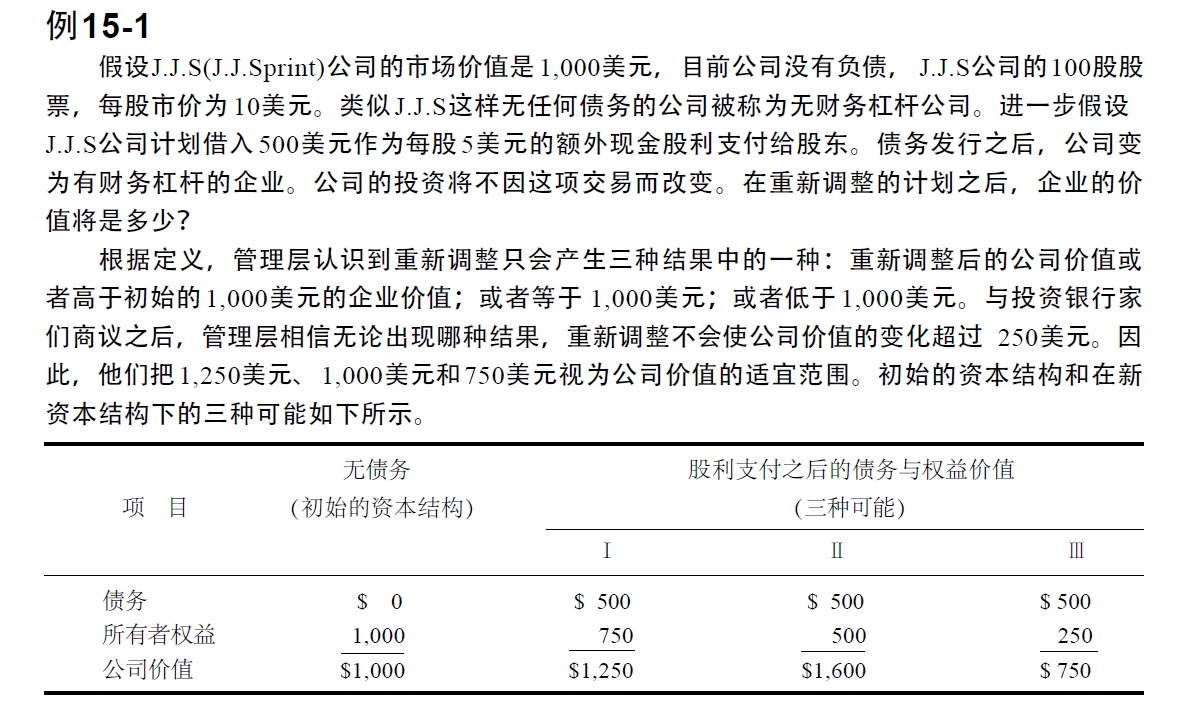 例15-1
假设J.J.S(J.J.Sprint)公司的市场价值是1,000美元，目前公司没有负债，J.J.S公司的100股股
票，每股市价为10美元。类似J.J.S这样无任何债务的公司被称为无财务杠杆公司。进一步假设
J.J.S公司计划借入500美元作为每股5美元的额外现金股利支付给股东。债务发行之后，公司变
为有财务杠杆的企业。公司的投资将不因这项交易而改变。在重新调整的计划之后，企业的价
值将是多少？
根据定义，管理层认识到重新调整只会产生三种结果中的一种：重新调整后的公司价值或
者高于初始的1,000美元的企业价值；或者等于1,000美元；或者低于1,000美元。与投资银行家
们商议之后，管理层相信无论出现哪种结果，重新调整不会使公司价值的变化超过 250美元。因
此，他们把1,250美元、1,000美元和750美元视为公司价值的适宜范围。初始的资本结构和在新
资本结构下的三种可能如下所示。
无债务 股利支付之后的债务与权益价值
项 目 (初始的资本结构) (三种可能)
Ⅰ Ⅱ Ⅲ
债务 $ 0 $ 500 $ 500 $ 500
所有者权益 1,000 750 500 250
公司价值 $1,000 $1,250 $1,600 $ 750